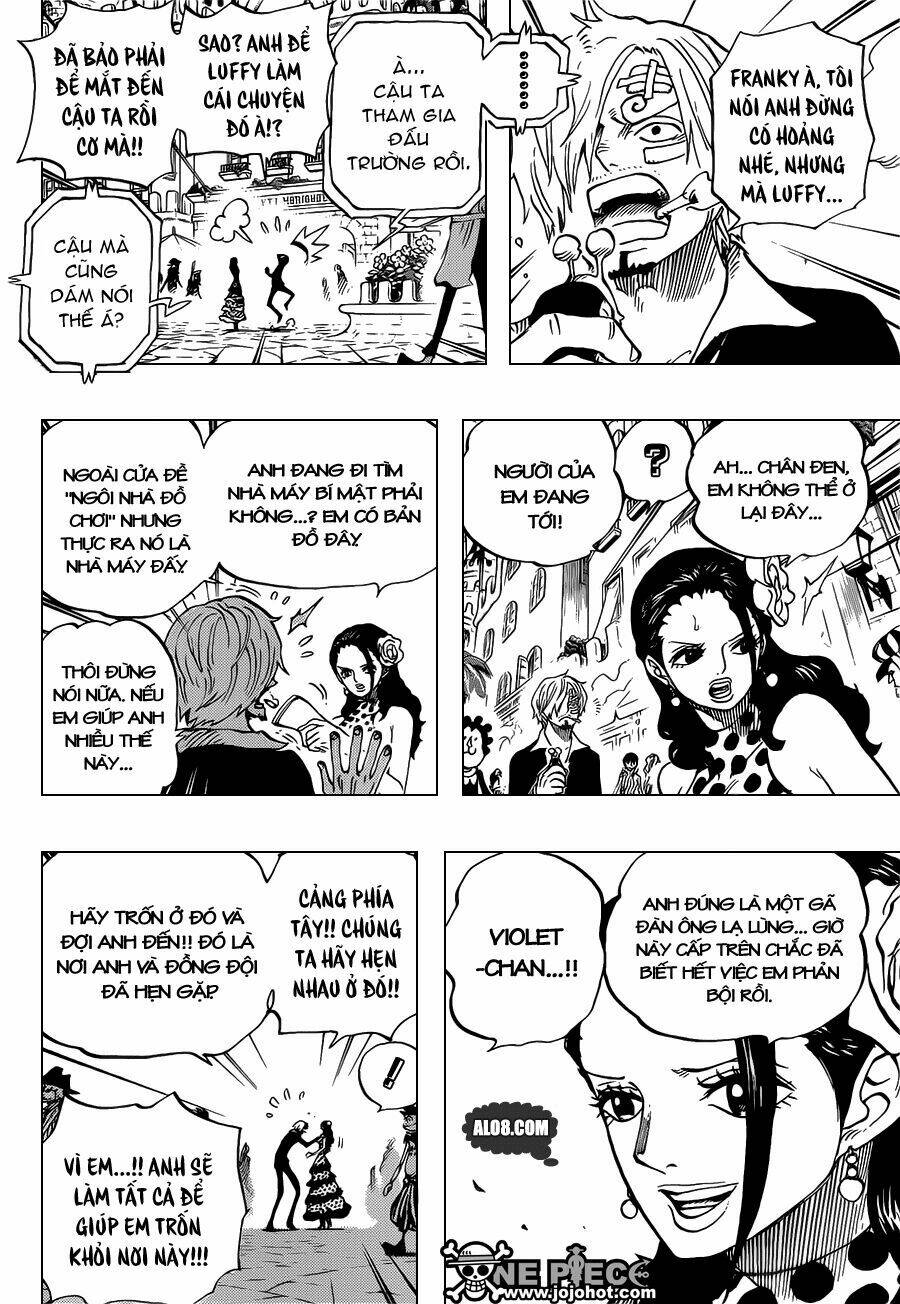 FRANKY À, TÔI
NÓI ANH ĐỪNG
CÓ HOẢNG
NHÉ, NHƯNG
MÀ LUFFY...
......
À...
CẬU TA
THAM GIA
ĐẤU
TRƯỜNG RỒI.
SAO? ANH ĐỂ
LUFFY LÀM
CÁI CHUYỆN
ĐÓ À!?
ĐÃ BẢO PHẢI
ĐỂ MẮT ĐẾN
CẬU TA RỒI
CƠ MÀ!!
CẬU MÀ
CŨNG
DÁM NÓI
THẾ Á?
AH... CHÂN ĐEN,
EM KHÔNG THỂ Ở
LẠI ĐÂY...
?
NGƯỜI CỦA
EM ĐANG
TỚI!
ANH ĐANG ĐI TÌM
NHÀ MÁY BÍ MẬT PHẢI
KHÔNG...? EM CÓ BẢN
ĐỒ ĐÂY.
NGOÀI CỬA ĐỀ
"NGÔI NHÀ ĐỒ
CHƠI" NHƯNG
THỰC RA NÓ LÀ
NHÀ MÁY ĐẤY
THÔI ĐỪNG
NÓI NỮA. NẾU
EM GIÚP ANH
NHIỀU THẾ
NÀY...
ANH ĐÚNG LÀ MỘT GÃ
ĐÀN ÔNG LẠ LÙNG... GIỜ
NÀY CẤP TRÊN CHẮC ĐÃ
BIẾT HẾT VIỆC EM PHẢN
BỘI RỒI.
VIOLET
-CHAN...!!
CẢNG PHÍA
TÂY!! CHÚNG
TA HÃY HẸN
NHAU Ở ĐÓ!!
HÃY TRỐN Ở ĐÓ VÀ
ĐỢI ANH ĐẾN!! ĐÓ LÀ
NƠI ANH VÀ ĐỒNG ĐỘI
ĐÃ HẸN GẶP.
!
VÌ EM...!! ANH SẼ
LÀM TẤT CẢ ĐỂ
GIÚP EM TRỐN
KHỎI NƠI NÀY!!!
ALO8.COM
ONE PIECE
www.jojohot.com